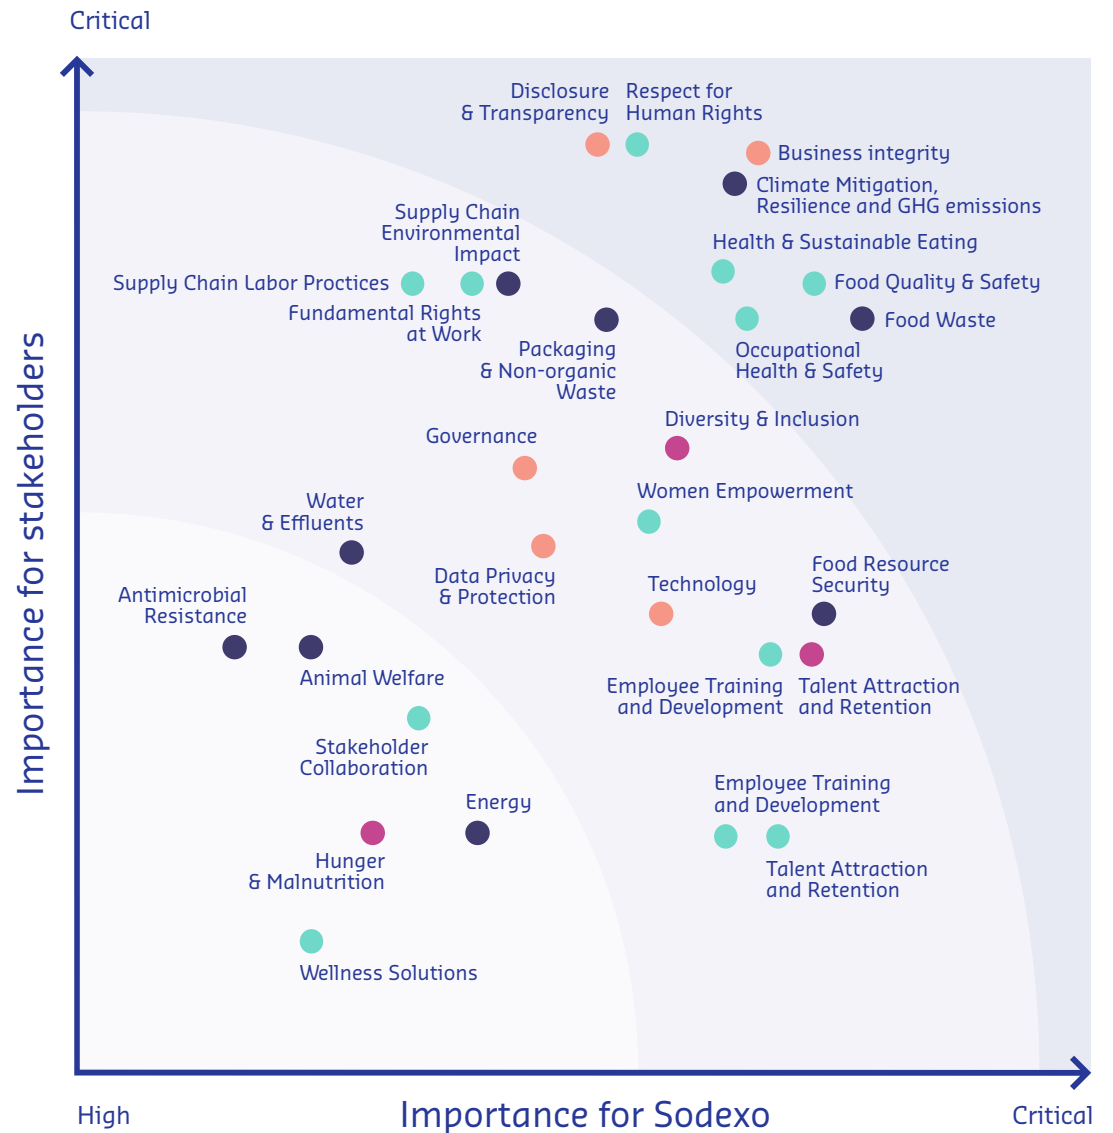 Critical
Disclosure
& Transparency
Respect for
Human Rights
Business integrity
Climate Mitigation,
Resilience and GHG emissions
Supply Chain
Environmental
Impact
Health & Sustainable Eating
Supply Chain Labor Proctices
Food Quality & Safety
Fundamental Rights
at Work
Food Waste
Packaging
& Non-organic
Waste
Occupational
Health & Safety
Diversity & Inclusion
Governance
Women Empowerment
Water
& Effluents
Data Privacy
& Protection
Technology
Food Resource
Security
Antimicrobial
Resistance
Animal Welfare
Employee Training
and Development
Talent Attraction
and Retention
Stakeholder
Collaboration
Energy
Employee Training
and Development
Hunger
& Malnutrition
Talent Attraction
and Retention
Wellness Solutions
Importance for stakeholders
High
Importance for Sodexo
Critical